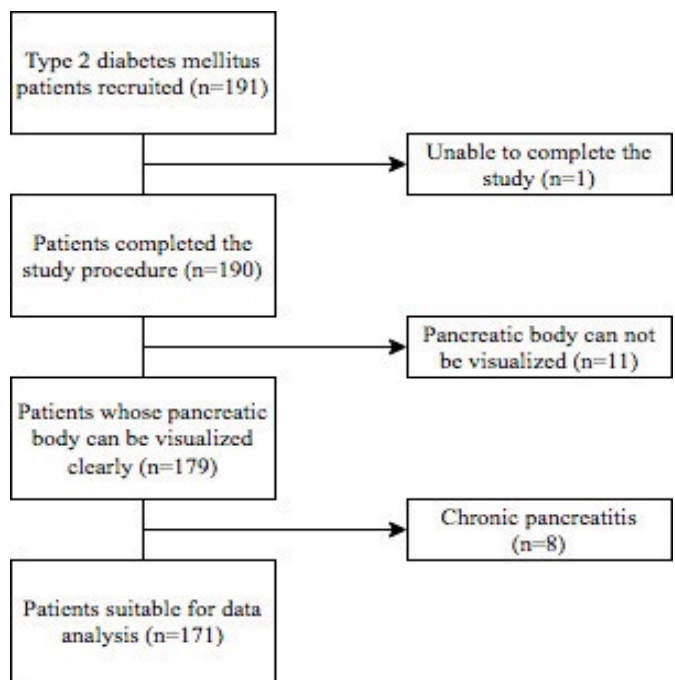 Type 2 diabetes mellitus
patients recruited (n=191)
Unable to complete the
study (n=1)
Patients completed the
study procedure (n=190)
Pancreatic body can not
be visualized (n=11)
Patients whose pancreatic
body can be visualized
clearly (n=179)
Chronic pancreatitis
(n=8)
Patients suitable for data
analysis (n=171)